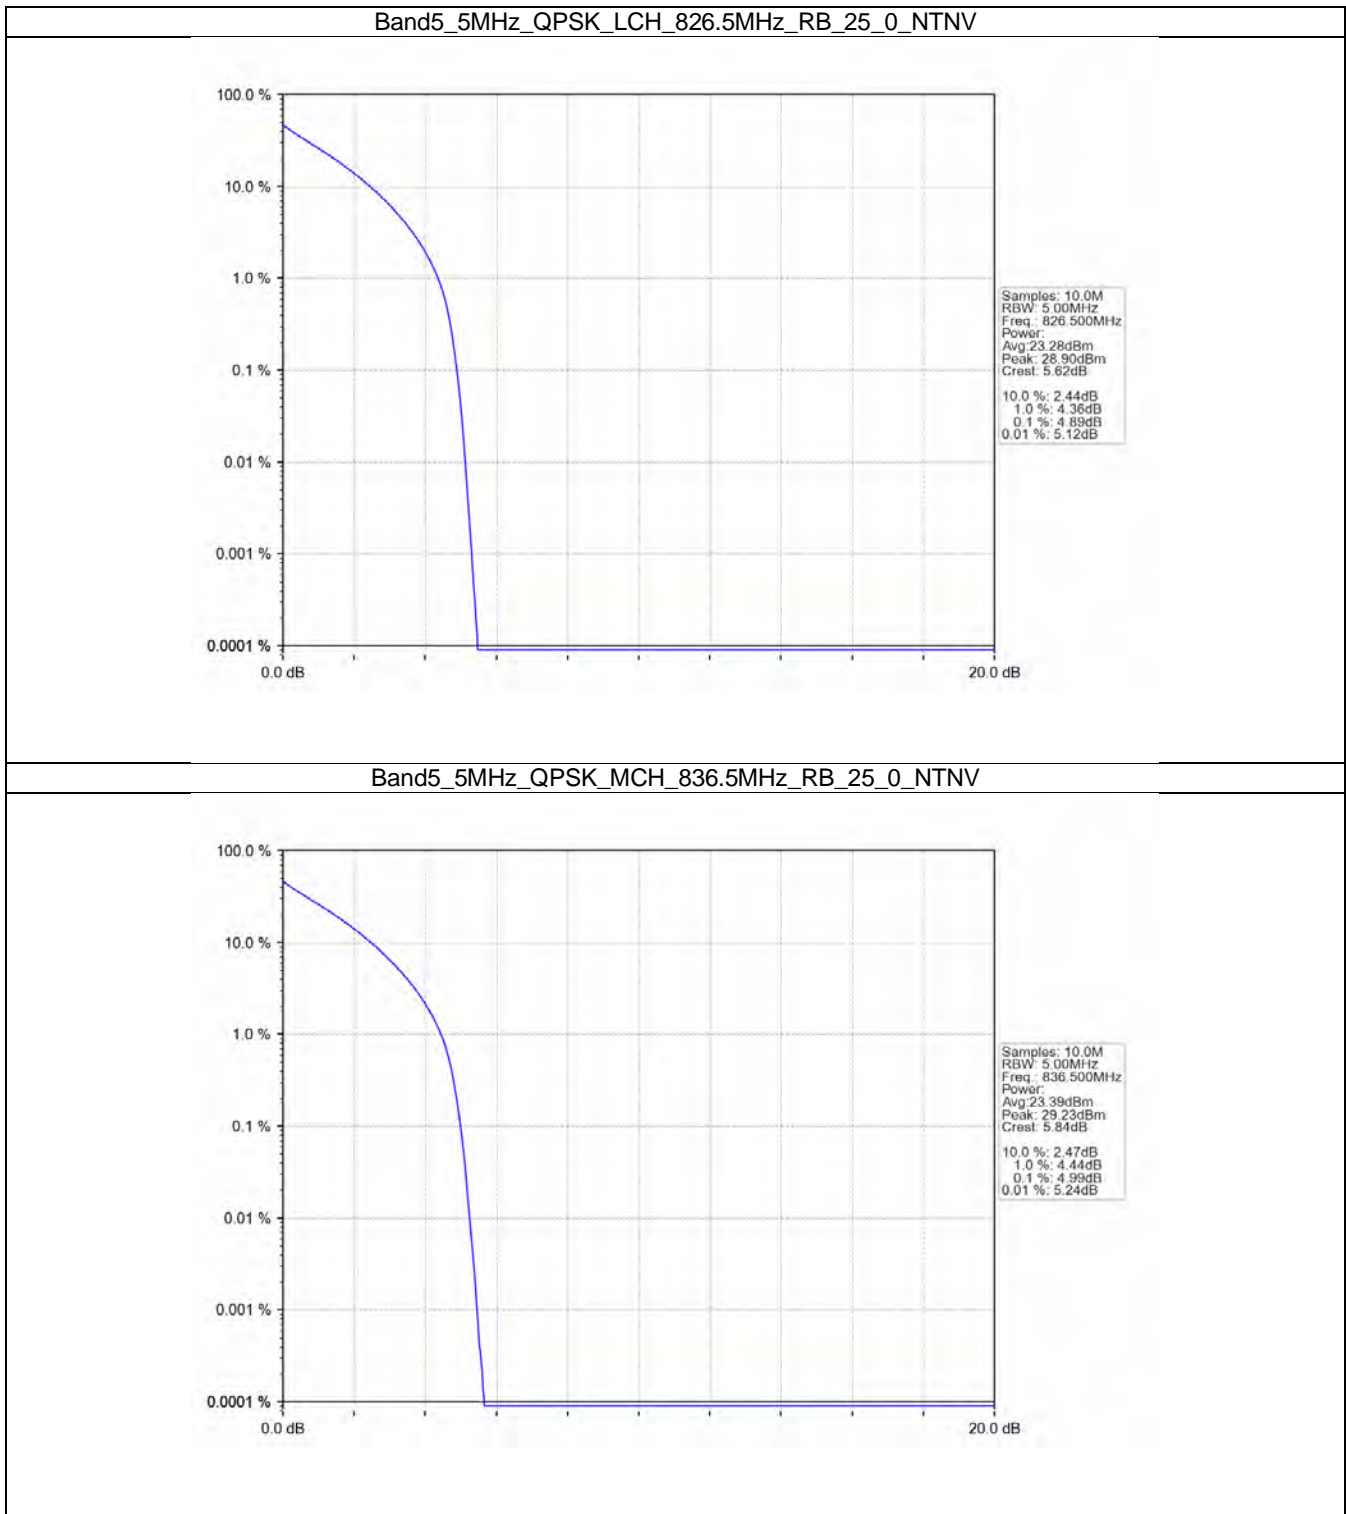 Band5_5MHz_QPSK_LCH_826.5MHz_RB_25_0_NTNV
100.0 %
10.0 %
1.0 %
0.1 %
0.01 %
0.001 %
0.0001 %
0.0 dB
20.0 dB
Samples: 10.0M
RBW: 5.00MHz
Freq.: 826.500MHz
Power:
Avg:23.28dBm
Peak: 28.90dBm
Crest: 5.62dB
10.0 %: 2.44dB
1.0 %: 4.36dB
0.1 %: 4.89dB
0.01 %: 5.12dB
Band5_5MHz_QPSK_MCH_836.5MHz_RB_25_0_NTNV
100.0 %
10.0 %
1.0 %
0.1 %
0.01 %
0.001 %
0.0001 %
0.0 dB
20.0 dB
Samples: 10.0M
RBW: 5.00MHz
Freq.: 836.500MHz
Power:
Avg:23.39dBm
Peak: 29.23dBm
Crest: 5.84dB
10.0 %: 2.47dB
1.0 %: 4.44dB
0.1 %: 4.99dB
0.01 %: 5.24dB